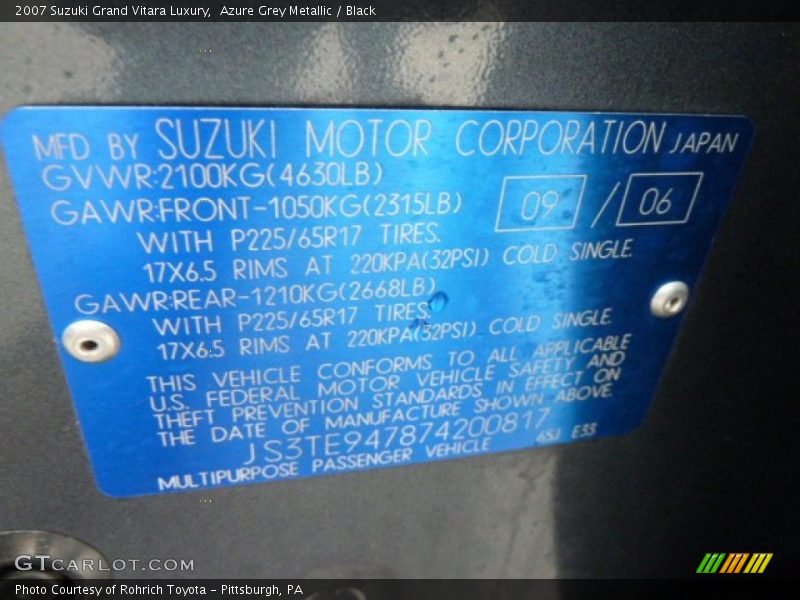 2007 Suzuki Grand Vitara Luxury,  Azure Grey Metallic / Black
MFD BY SUZUKI MOTOR CORPORATION JAPAN
GVWR:2100KG(4630LB)
GAWR:FRONT-1050KG(2315LB) 09 / 06
WITH P225/65R17 TIRES.
17X6.5 RIMS AT 220KPA(32PSI) COLD SINGLE.
GAWR:REAR-1210KG(2668LB)
WITH P225/65R17 TIRES.
17X6.5 RIMS AT 220KPA(32PSI) COLD SINGLE.
THIS VEHICLE CONFORMS TO ALL APPLICABLE
U.S. FEDERAL MOTOR VEHICLE SAFETY AND
THEFT PREVENTION STANDARDS IN EFFECT ON
THE DATE OF MANUFACTURE SHOWN ABOVE.
JS3TE947874200817
MULTIPURPOSE PASSENGER VEHICLE 4SJ E33
GTCARLOT.COM
Photo Courtesy of Rohrich Toyota - Pittsburgh, PA